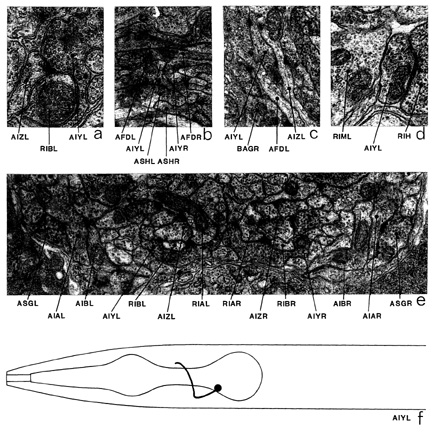 AIZL AIYL a
RIBL
AFDL AFDR b
AIYL AIYR
ASHL ASHR
AIYL AIZL c
BAGR AFDL
RIML RIH d
AIYL
ASGL AIBL RIBL RIAL RIAR RIBR AIBR ASGR e
AIAL AIYL AIZL AIZR AIYR AIAR
AIYL f